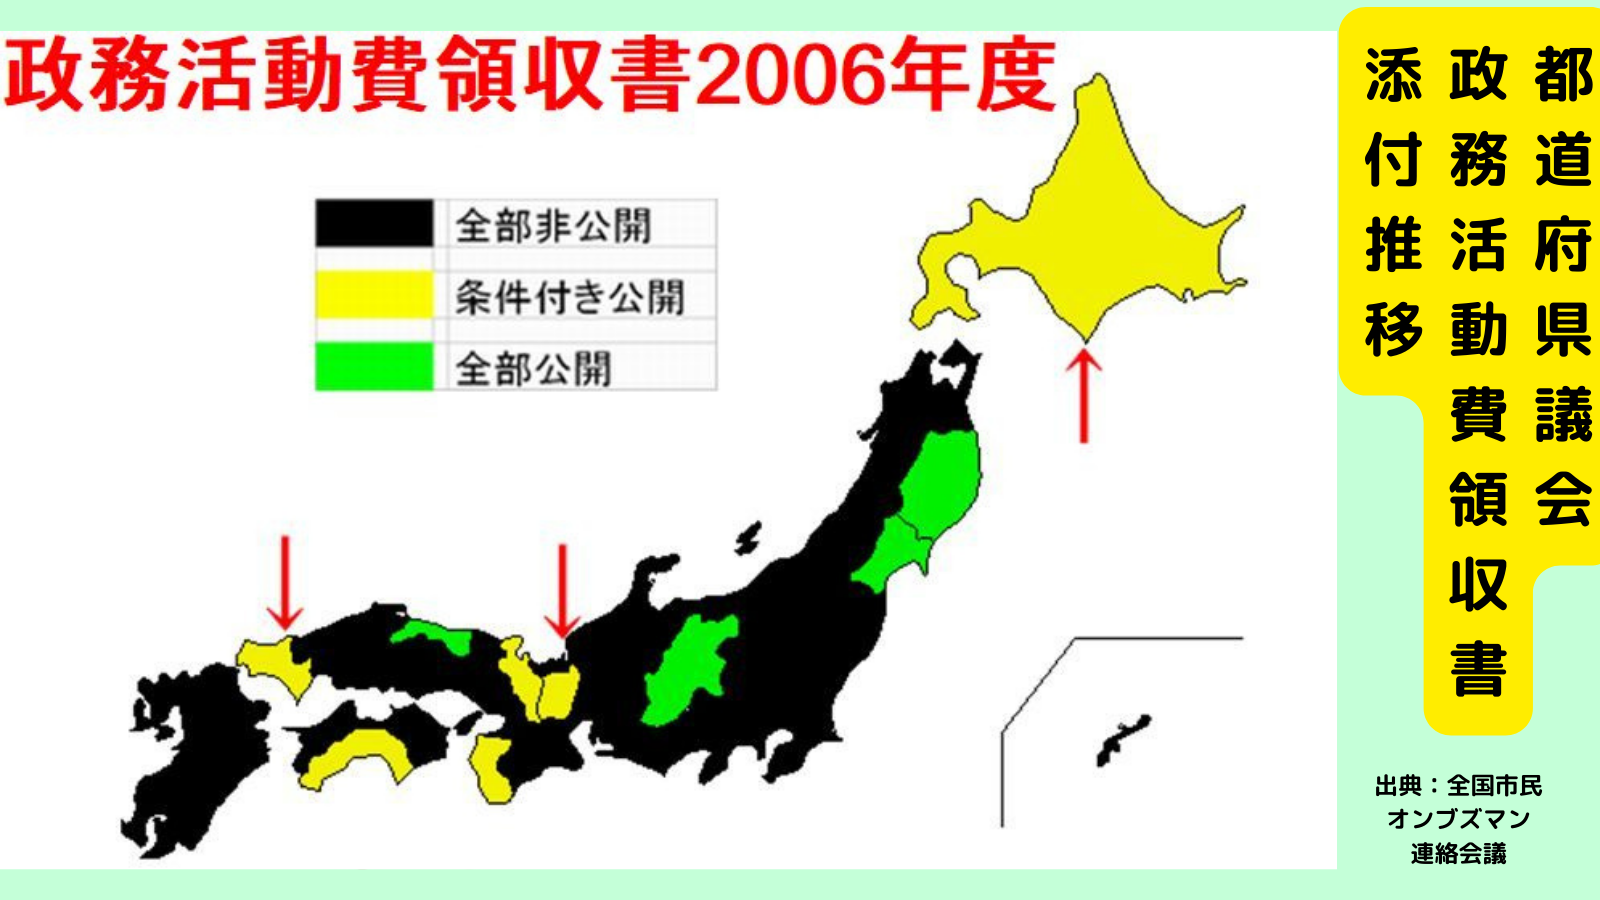 政務活動費領収書2006年度
全部非公開
条件付き公開
全部公開
都道府県議会
政務活動費領収書
添付推移
出典：全国市民
オンブズマン
連絡会議